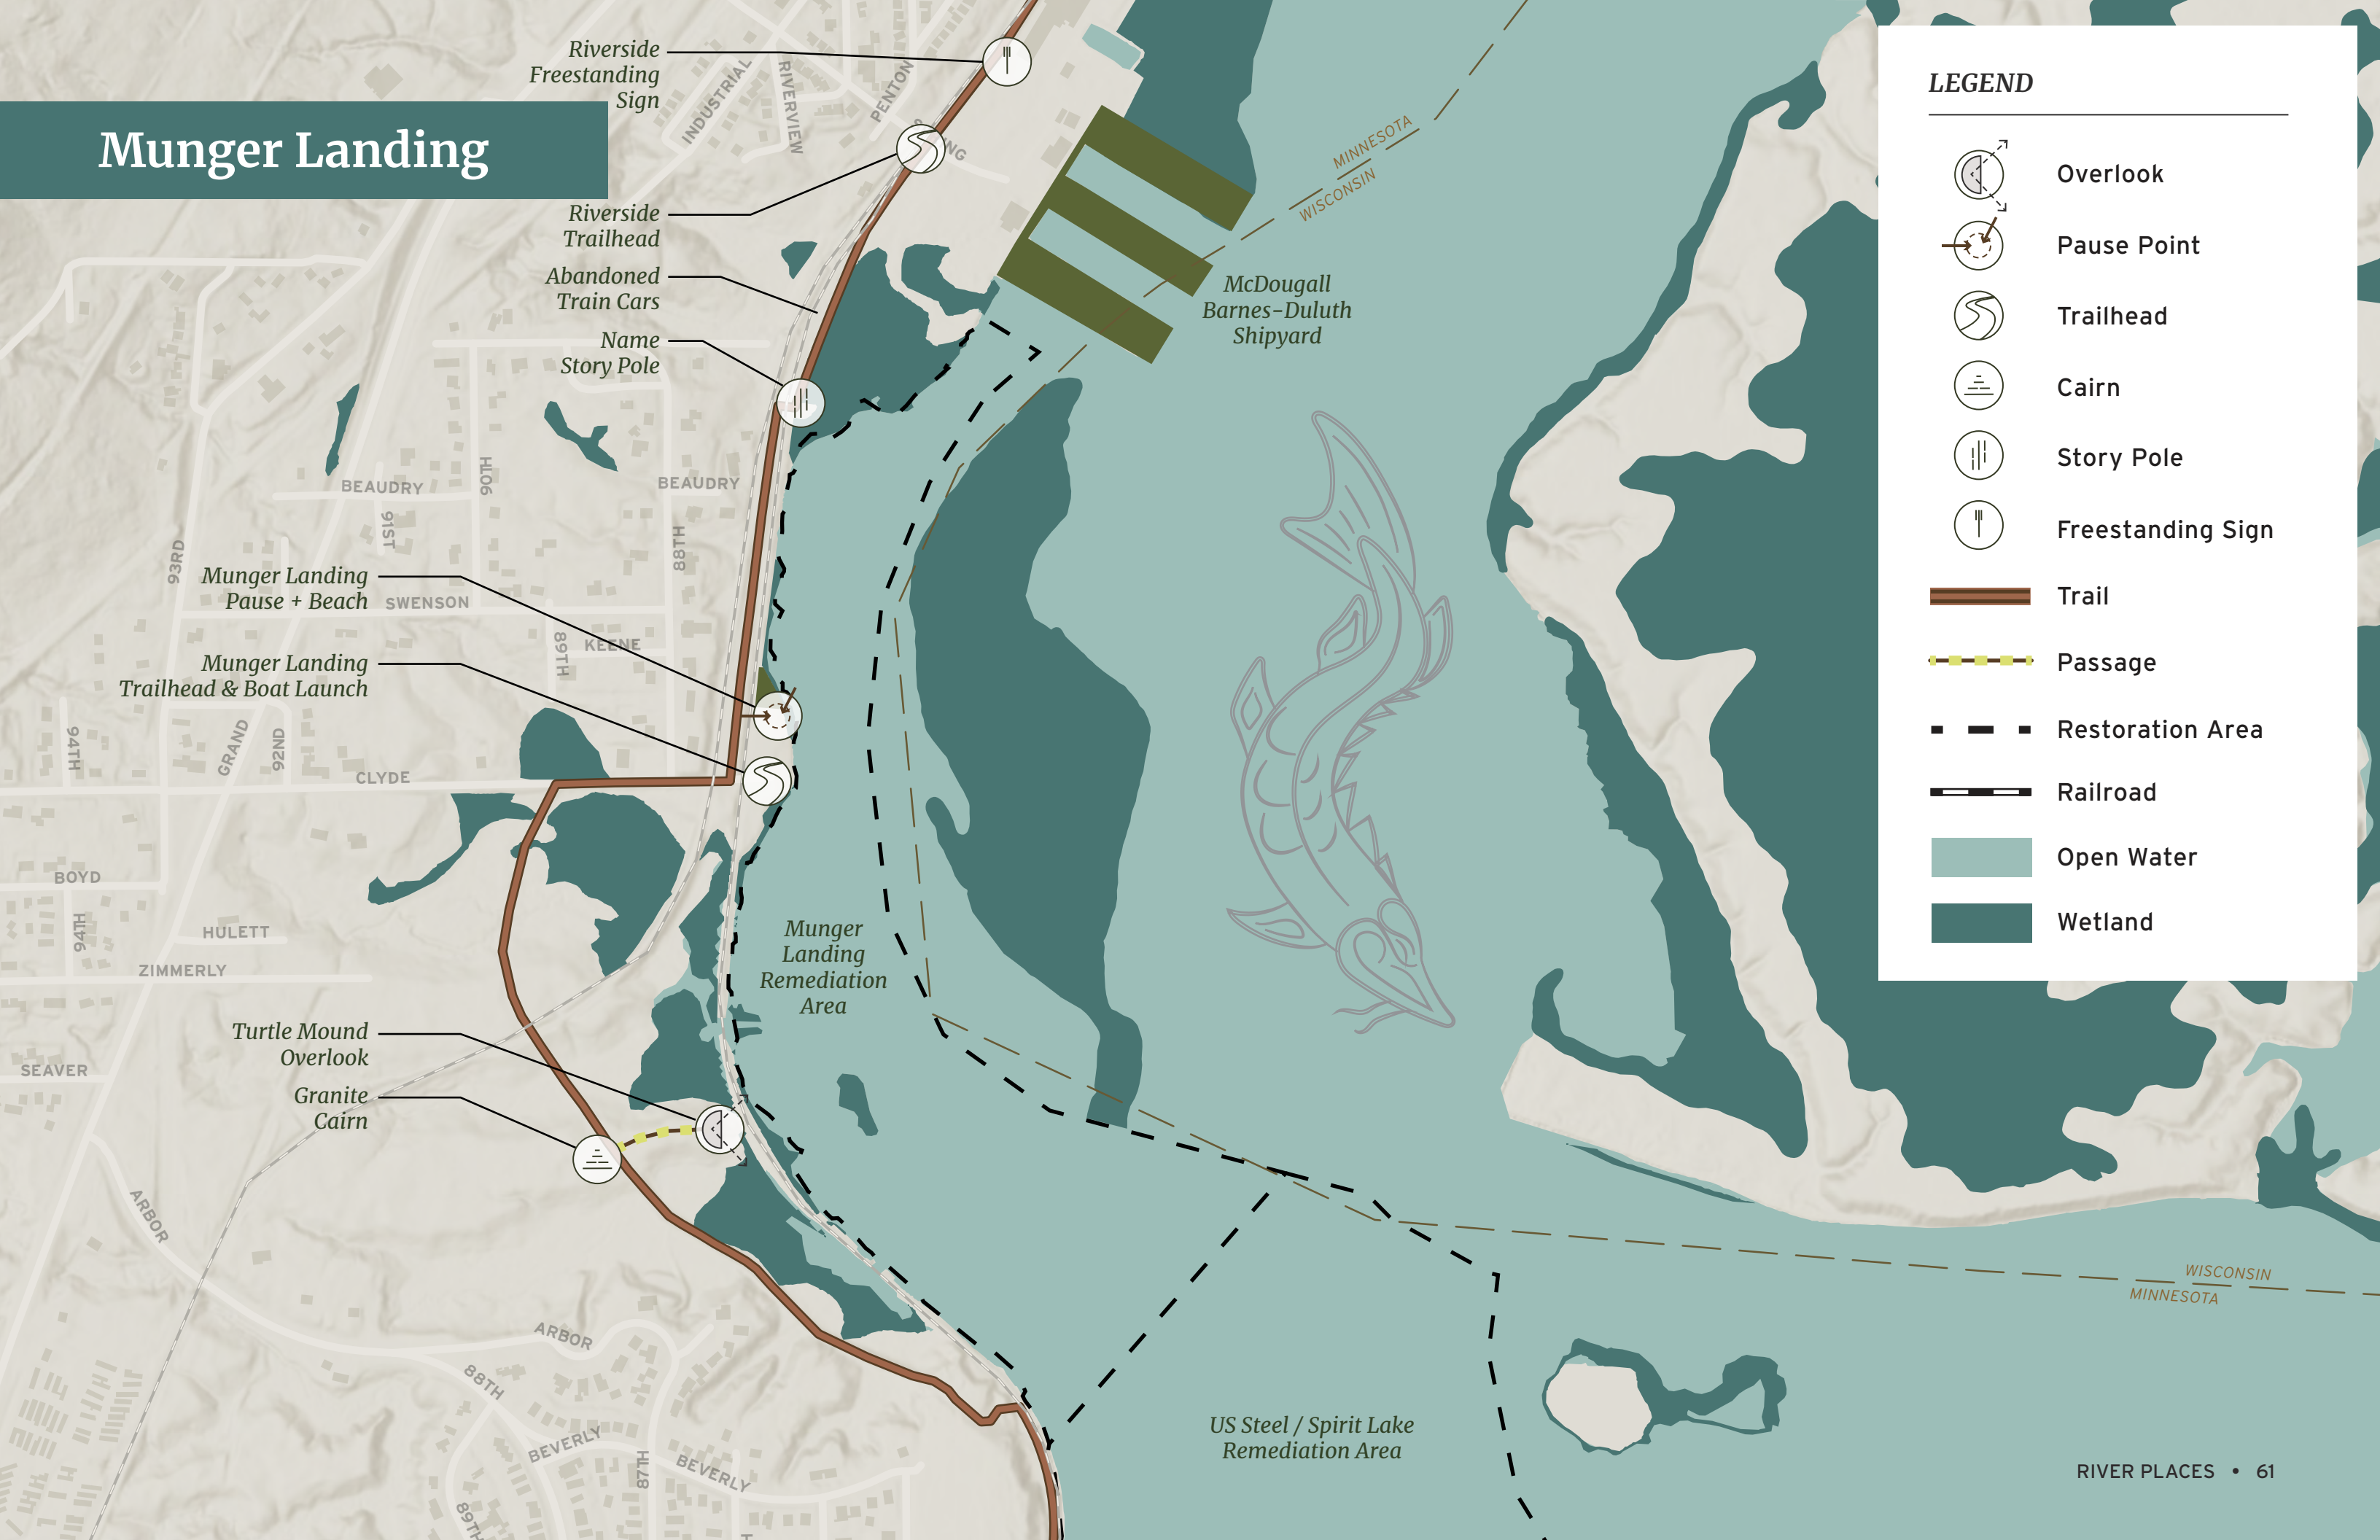 Munger Landing
Riverside
Freestanding
Sign
Riverside
Trailhead
Abandoned
Train Cars
Name
Story Pole
Munger Landing
Pause + Beach
Munger Landing
Trailhead & Boat Launch
Turtle Mound
Overlook
Granite
Cairn
McDougall
Barnes-Duluth
Shipyard
Munger
Landing
Remediation
Area
US Steel / Spirit Lake
Remediation Area
MINNESOTA
WISCONSIN
WISCONSIN
MINNESOTA
INDUSTRIAL
RIVERVIEW
PENTON
BEAUDRY
BEAUDRY
90TH
91ST
93RD
88TH
SWENSON
KEENE
89TH
94TH
GRAND
92ND
CLYDE
BOYD
94TH
HULETT
ZIMMERLY
SEAVER
ARBOR
ARBOR
88TH
BEVERLY
87TH
BEVERLY
89TH
LEGEND
Overlook
Pause Point
Trailhead
Cairn
Story Pole
Freestanding Sign
Trail
Passage
Restoration Area
Railroad
Open Water
Wetland
RIVER PLACES • 61